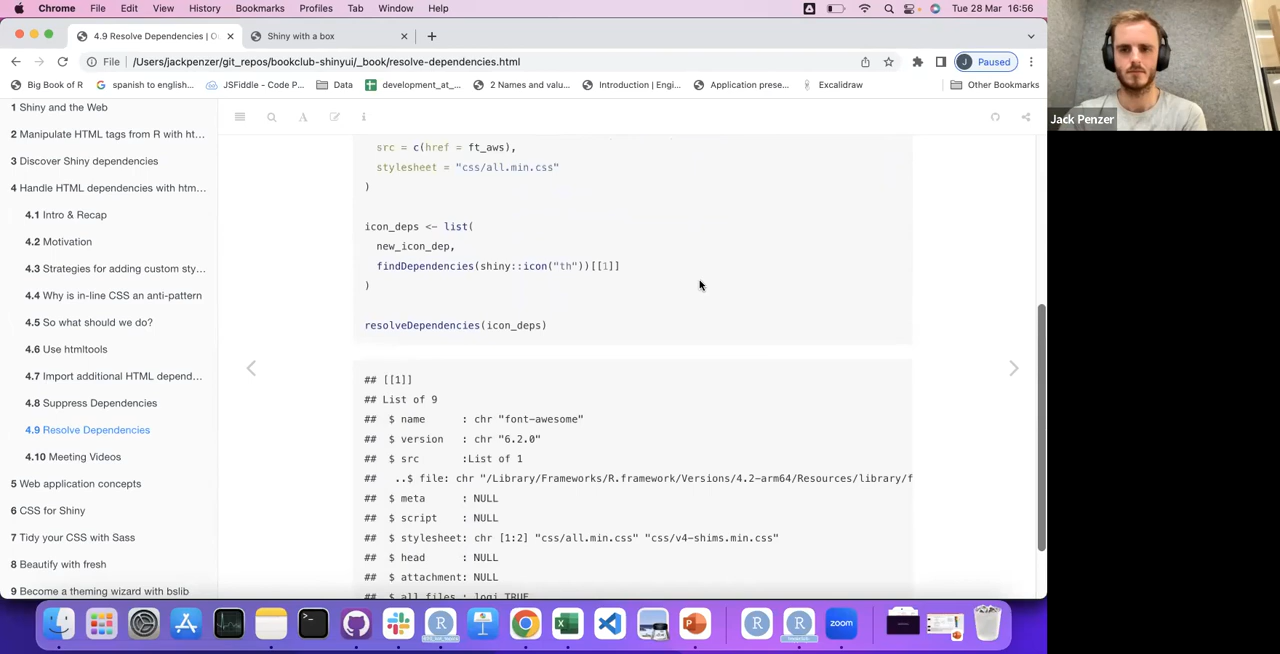 Chrome File Edit View History Bookmarks Profiles Tab Window Help Tue 28 Mar 16:56
4.9 Resolve Dependencies | O Shiny with a box
File /Users/jackpenzer/git_repos/bookclub-shinyui/_book/resolve-dependencies.html J Paused
Big Book of R spanish to english... JSFiddle - Code P... Data development_at_... 2 Names and valu... Introduction | Engi... Application prese... Excalidraw Other Bookmarks
Jack Penzer
1 Shiny and the Web
2 Manipulate HTML tags from R with ht...
3 Discover Shiny dependencies
4 Handle HTML dependencies with htm...
4.1 Intro & Recap
4.2 Motivation
4.3 Strategies for adding custom sty...
4.4 Why is in-line CSS an anti-pattern
4.5 So what should we do?
4.6 Use htmltools
4.7 Import additional HTML depend...
4.8 Suppress Dependencies
4.9 Resolve Dependencies
4.10 Meeting Videos
5 Web application concepts
6 CSS for Shiny
7 Tidy your CSS with Sass
8 Beautify with fresh
9 Become a theming wizard with bslib
src = c(href = ft_aws),
stylesheet = "css/all.min.css"
)
icon_deps <- list(
new_icon_dep,
findDependencies(shiny::icon("th"))[[1]]
)
resolveDependencies(icon_deps)
## [[1]]
## List of 9
## $ name : chr "font-awesome"
## $ version : chr "6.2.0"
## $ src :List of 1
## ..$ file: chr "/Library/Frameworks/R.framework/Versions/4.2-arm64/Resources/library/f
## $ meta : NULL
## $ script : NULL
## $ stylesheet: chr [1:2] "css/all.min.css" "css/v4-shims.min.css"
## $ head : NULL
## $ attachment: NULL
## $ all_files : logi TRUE
R R R zoom